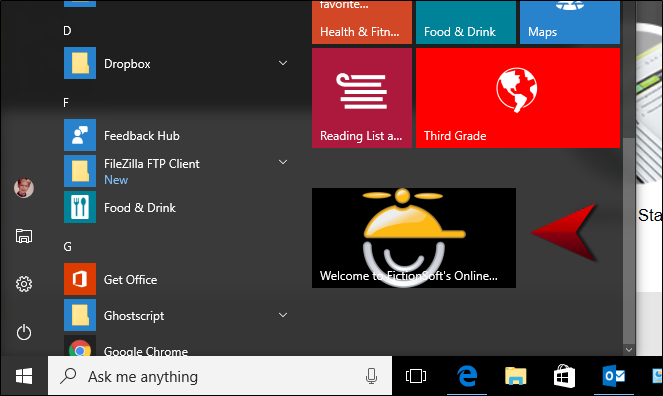 D
Dropbox
F
Feedback Hub
FileZilla FTP Client
New
Food & Drink
G
Get Office
Ghostscript
Google Chrome
favorite...
Health & Fitn...
Food & Drink
Maps
Reading List a...
Third Grade
Welcome to FictionSoft's Online...
Sta
Ask me anything